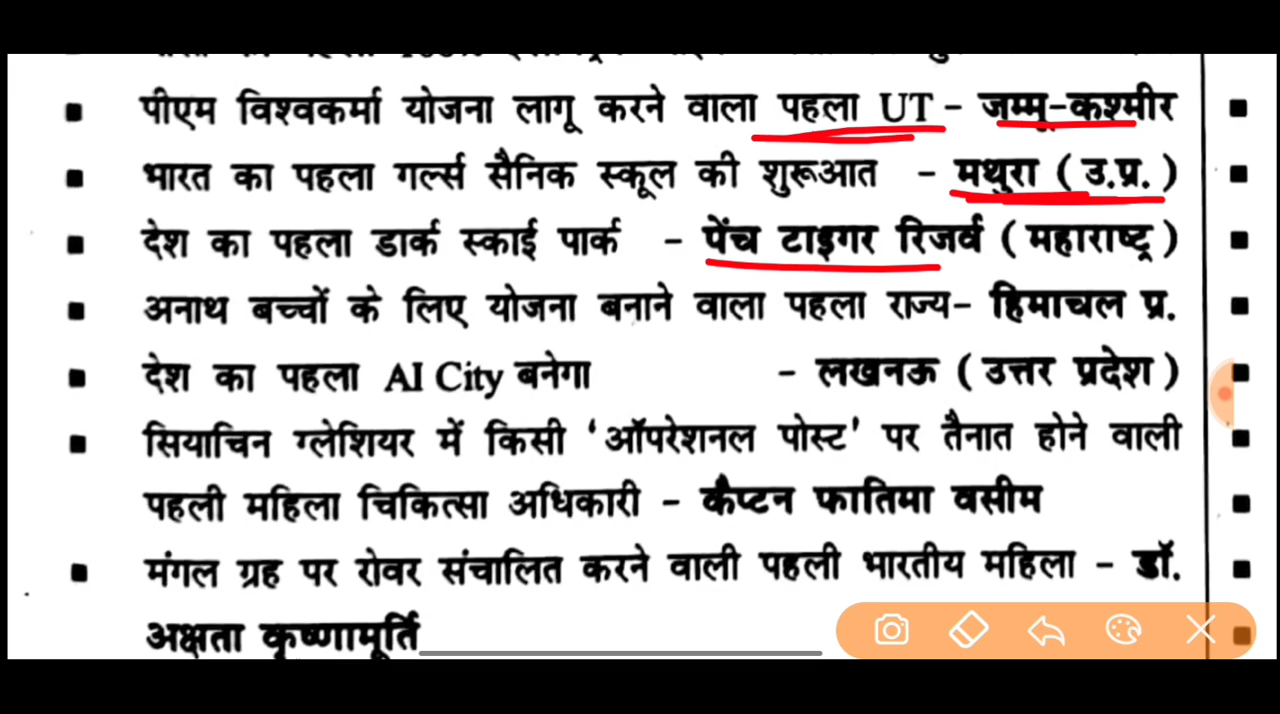 पीएम विश्वकर्मा योजना लागू करने वाला पहला UT - जम्मू-कश्मीर
भारत का पहला गर्ल्स सैनिक स्कूल की शुरूआत - मथुरा ( उ.प्र. )
देश का पहला डार्क स्काई पार्क - पेंच टाइगर रिजर्व ( महाराष्ट्र )
अनाथ बच्चों के लिए योजना बनाने वाला पहला राज्य- हिमाचल प्र.
देश का पहला AI City बनेगा - लखनऊ ( उत्तर प्रदेश )
सियाचिन ग्लेशियर में किसी 'ऑपरेशनल पोस्ट' पर तैनात होने वाली
पहली महिला चिकित्सा अधिकारी - कैप्टन फातिमा वसीम
मंगल ग्रह पर रोवर संचालित करने वाली पहली भारतीय महिला - डॉ.
अक्षता कृष्णामूर्ति